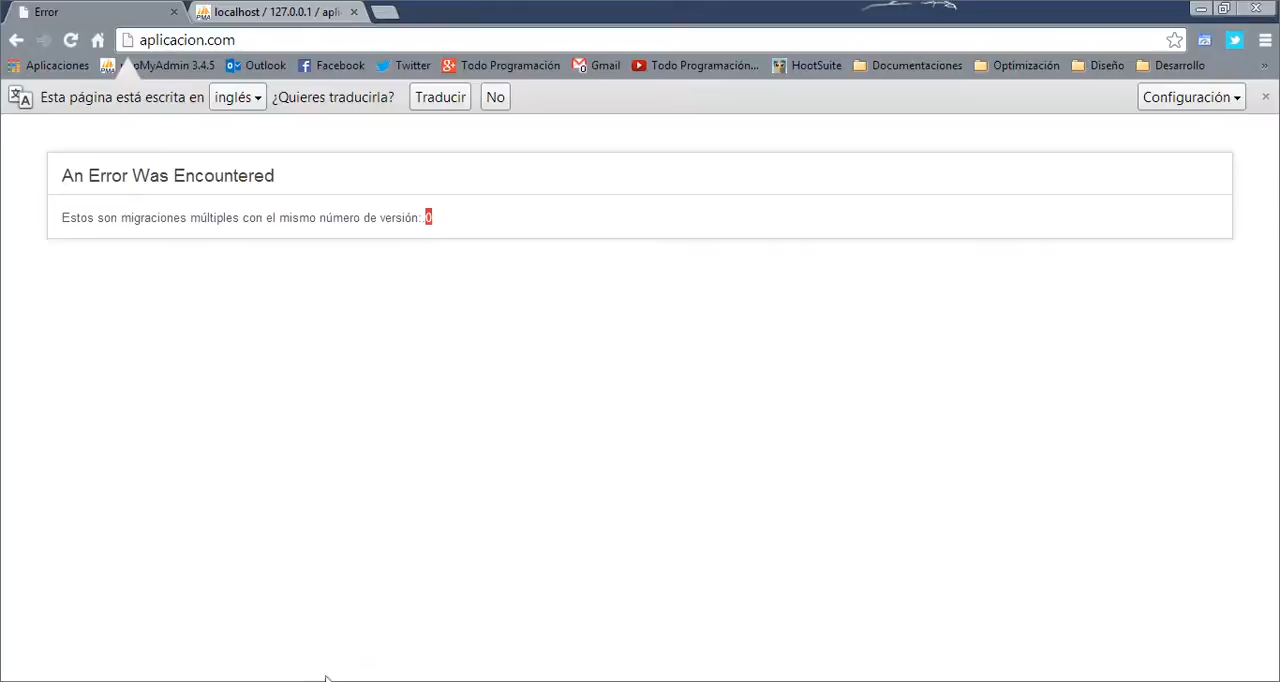 Error
localhost / 127.0.0.1 / apli
aplicacion.com
Aplicaciones
MyAdmin 3.4.5
Outlook
Facebook
Twitter
Todo Programación
Gmail
Todo Programación...
HootSuite
Documentaciones
Optimización
Diseño
Desarrollo
»
Esta página está escrita en inglés ¿Quieres traducirla? Traducir No Configuración
An Error Was Encountered
Estos son migraciones múltiples con el mismo número de versión: 0